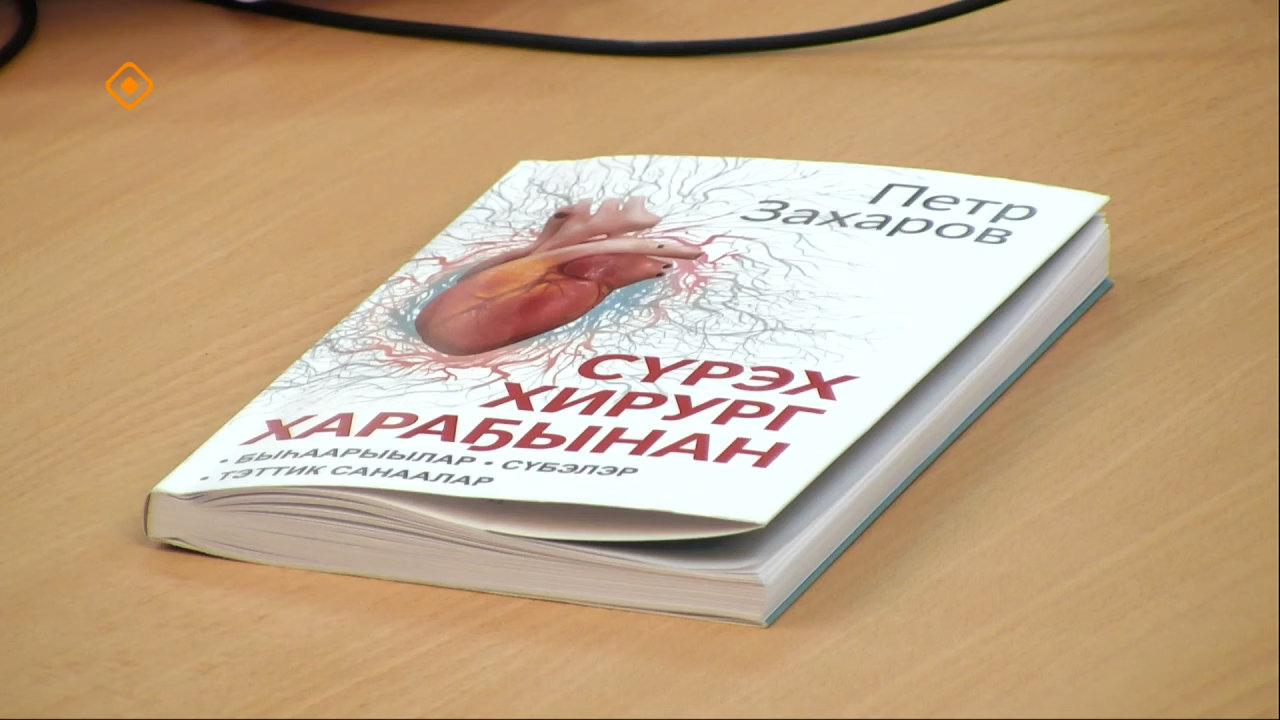 Петр
Захаров
СҮРЭХ
ХИРУРГ
ХАРАҔЫНАН
• БЫҺААРЫЫЛАР • СҮБЭЛЭР
• ТЭТТИК САНААЛАР